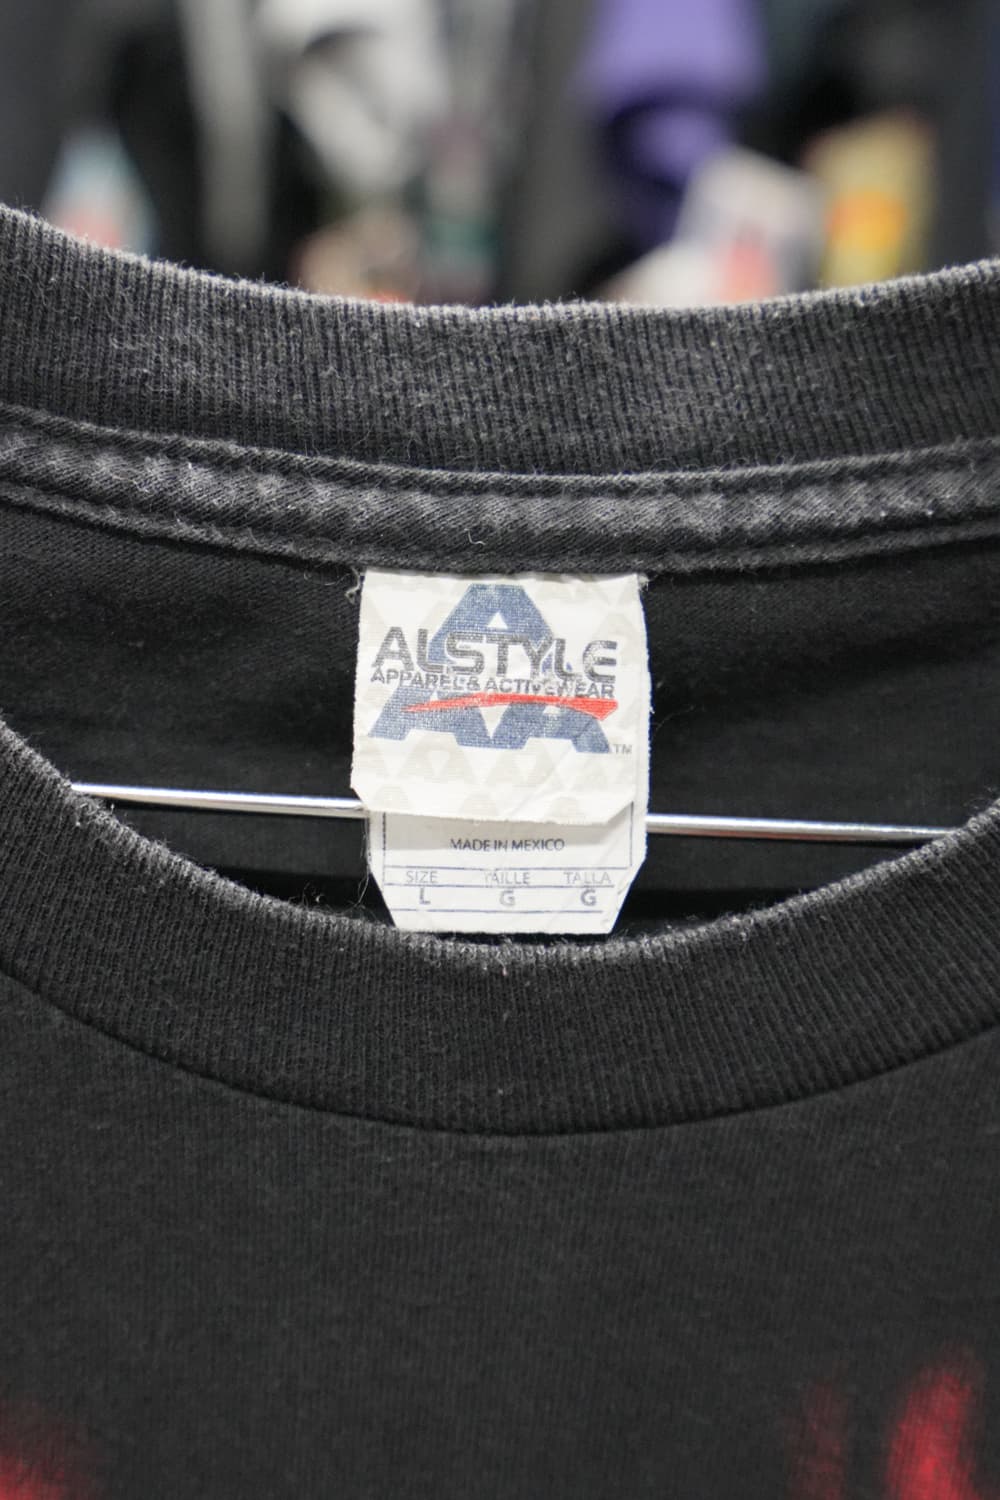 ALSTYLE
APPAREL & ACTIVEWEAR
TM
MADE IN MEXICO
SIZE TAILLE TALLA
L G G